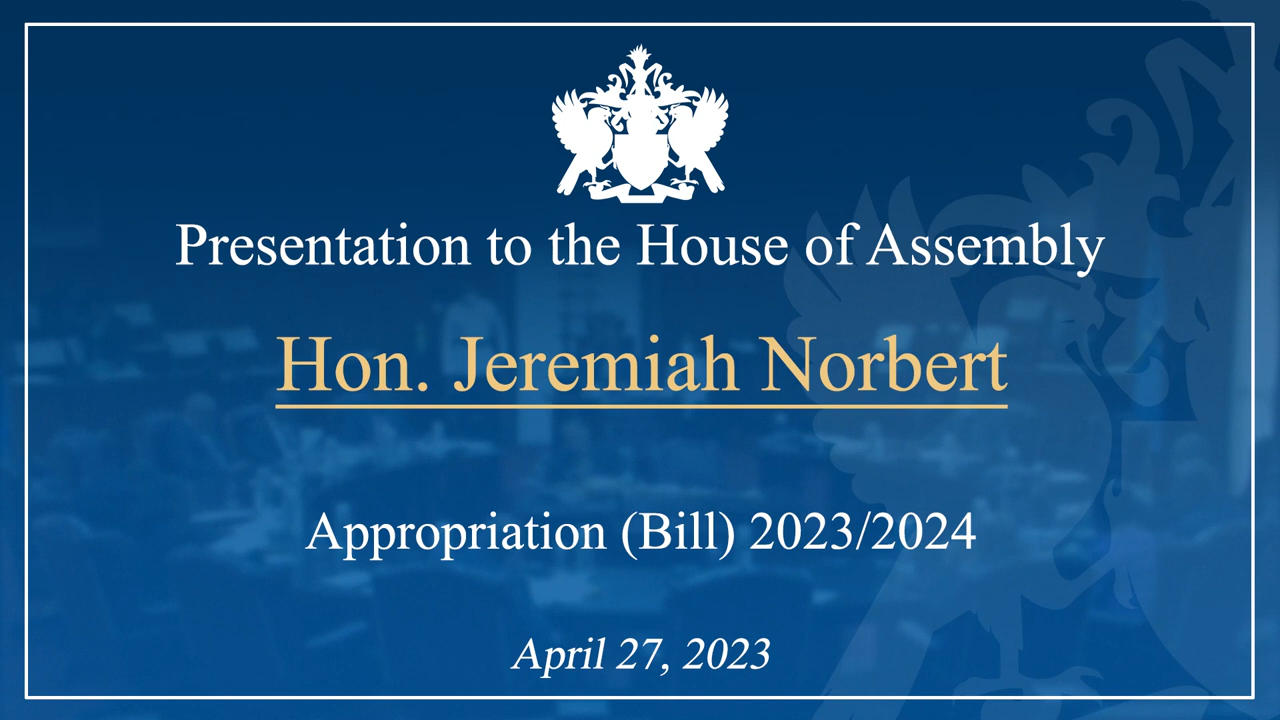 Presentation to the House of Assembly
Hon. Jeremiah Norbert
Appropriation (Bill) 2023/2024
April 27, 2023